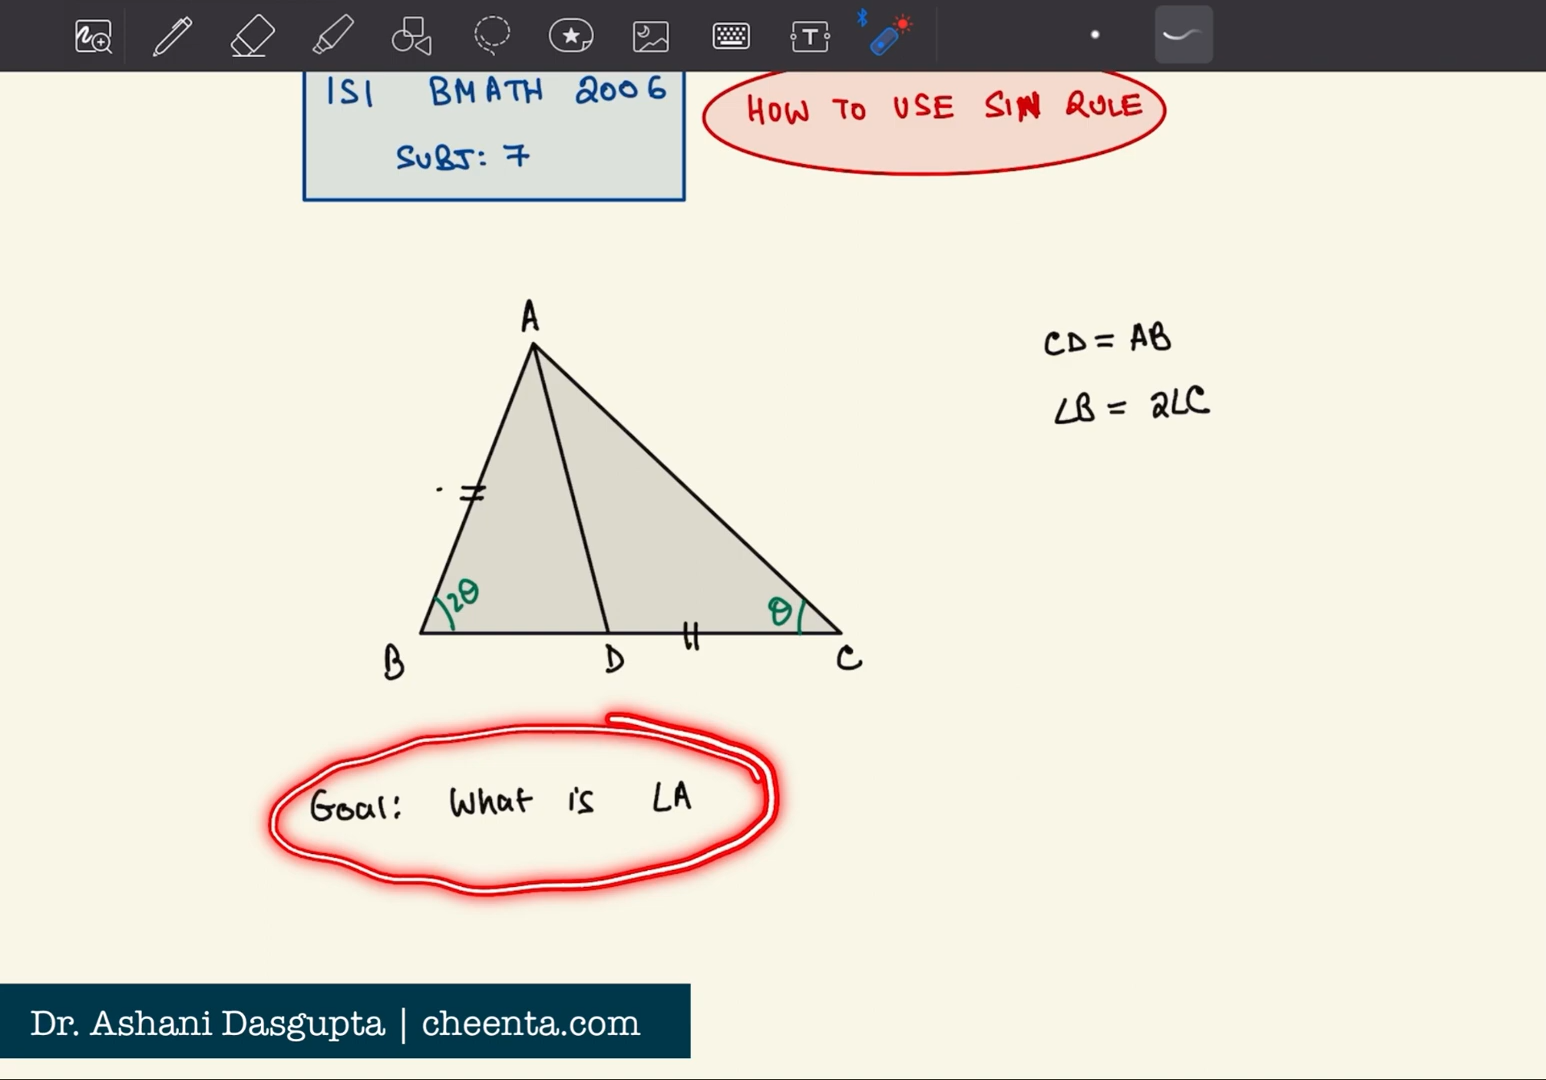 ISI BMATH 2006
SUBJ: 7
HOW TO USE SIN RULE
A
CD = AB
∠B = 2∠C
2θ
θ
B
D
C
Goal: What is ∠A
Dr. Ashani Dasgupta | cheenta.com